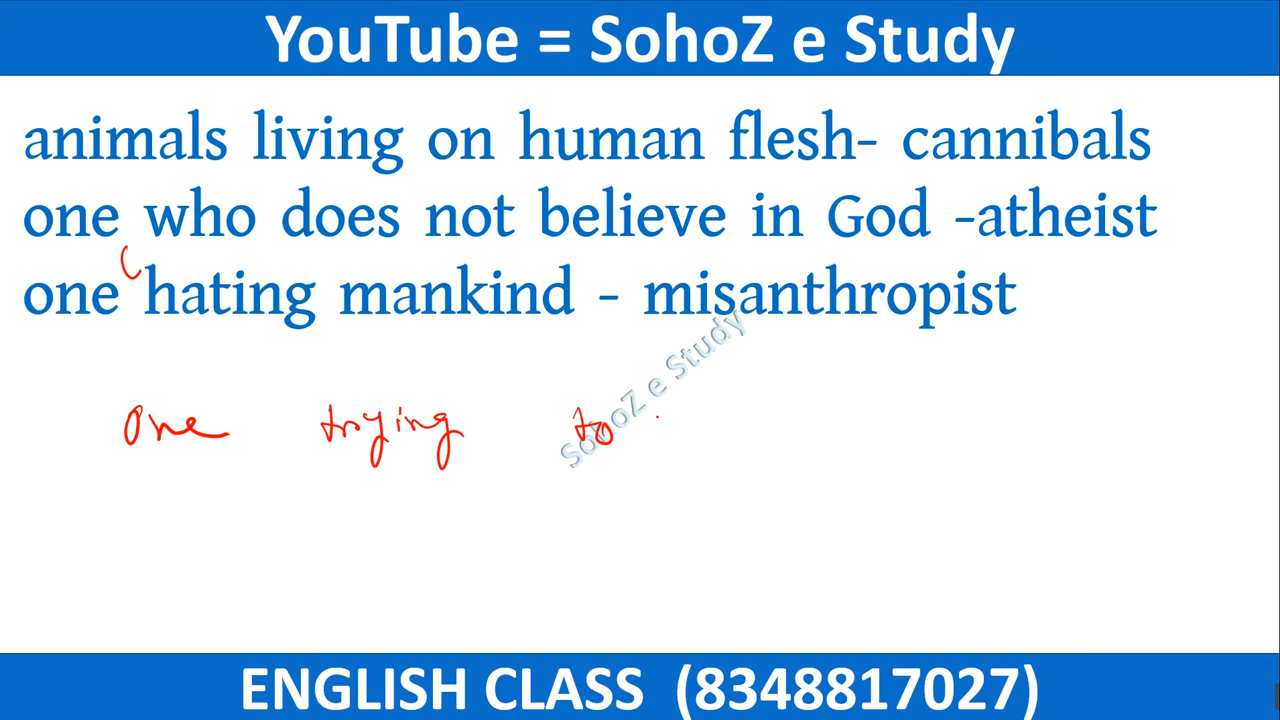 YouTube = SohoZ e Study
animals living on human flesh- cannibals
one who does not believe in God -atheist
one hating mankind - misanthropist
SohoZ e Study
one trying to
ENGLISH CLASS (8348817027)